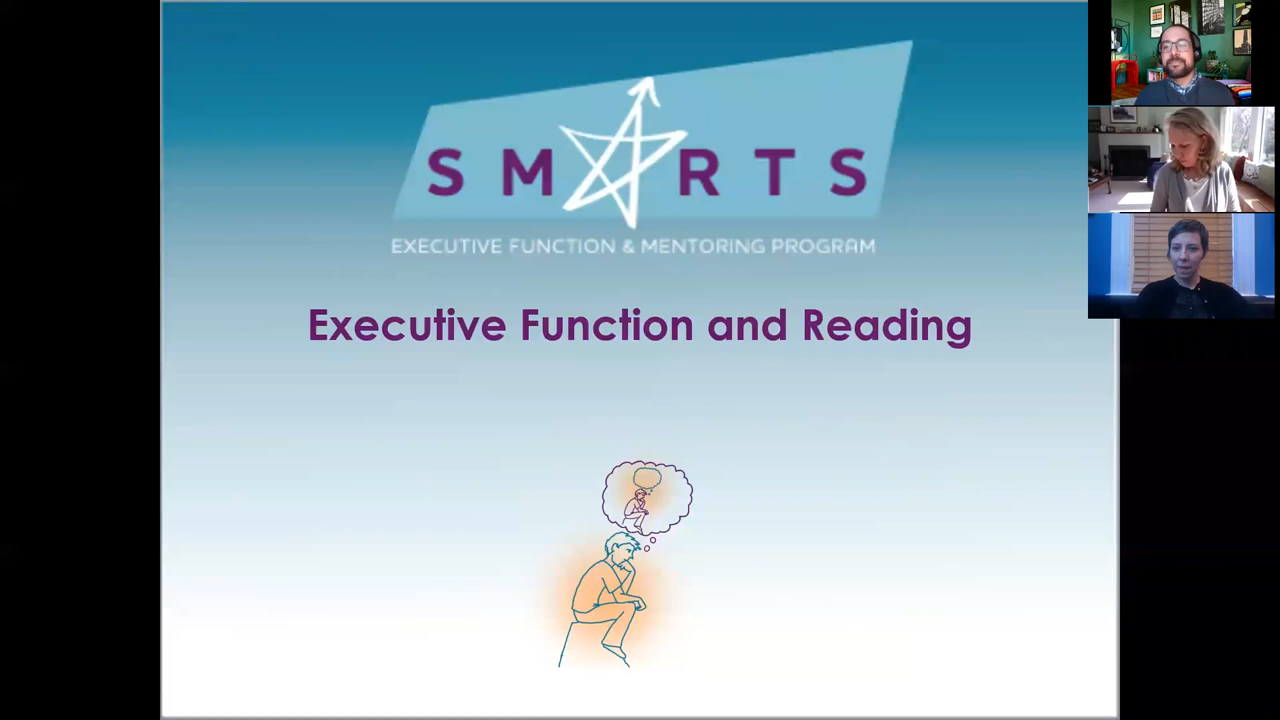 SMARTS
EXECUTIVE FUNCTION & MENTORING PROGRAM
Executive Function and Reading